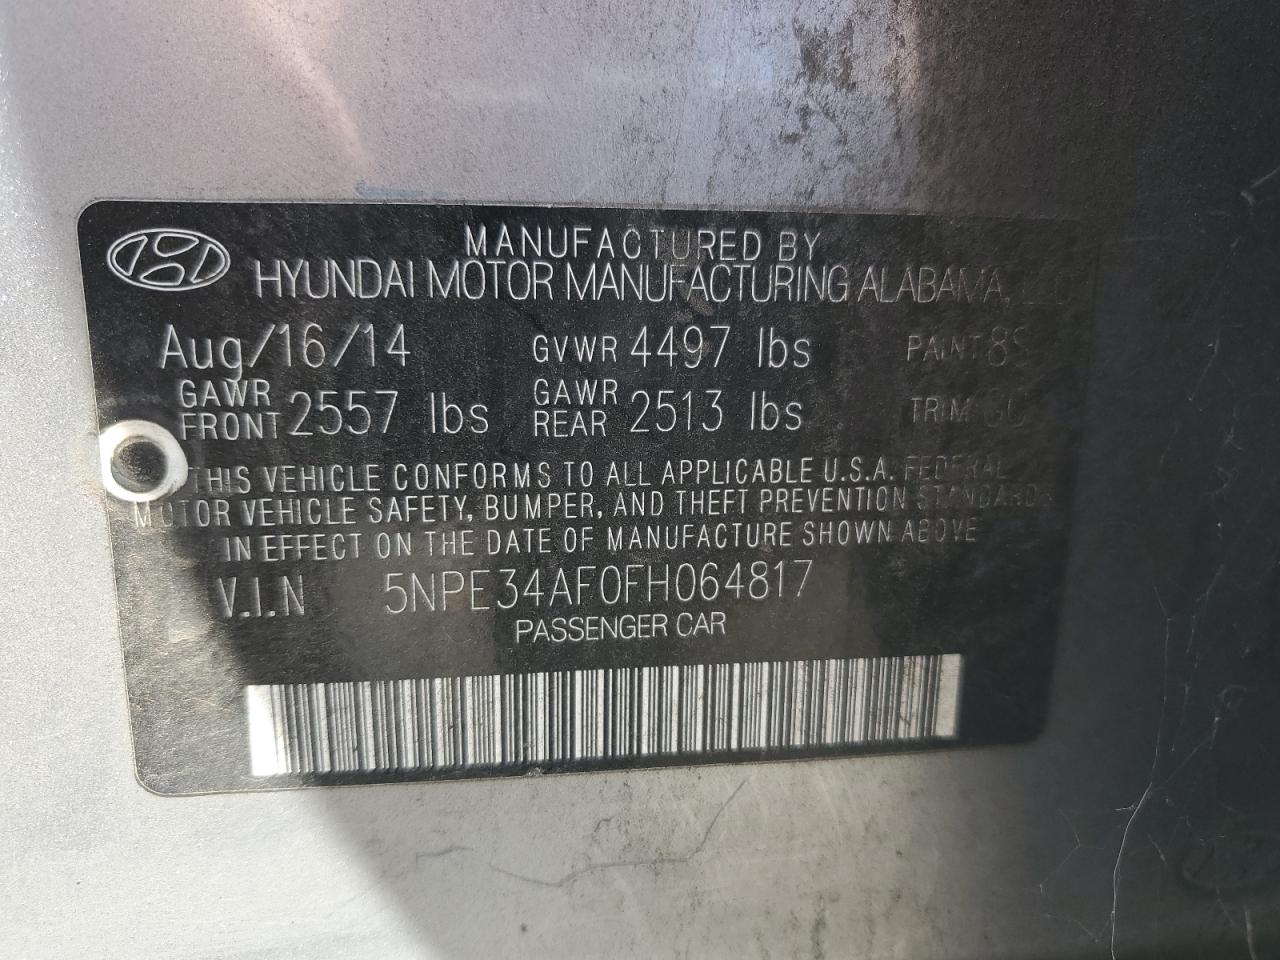 MANUFACTURED BY
HYUNDAI MOTOR MANUFACTURING ALABAMA, LLC
Aug/16/14 GVWR 4497 lbs PAINT 8S
GAWR FRONT 2557 lbs GAWR REAR 2513 lbs TRIM
THIS VEHICLE CONFORMS TO ALL APPLICABLE U.S.A. FEDERAL
MOTOR VEHICLE SAFETY, BUMPER, AND THEFT PREVENTION STANDARDS
IN EFFECT ON THE DATE OF MANUFACTURE SHOWN ABOVE
V.I.N 5NPE34AF0FH064817
PASSENGER CAR